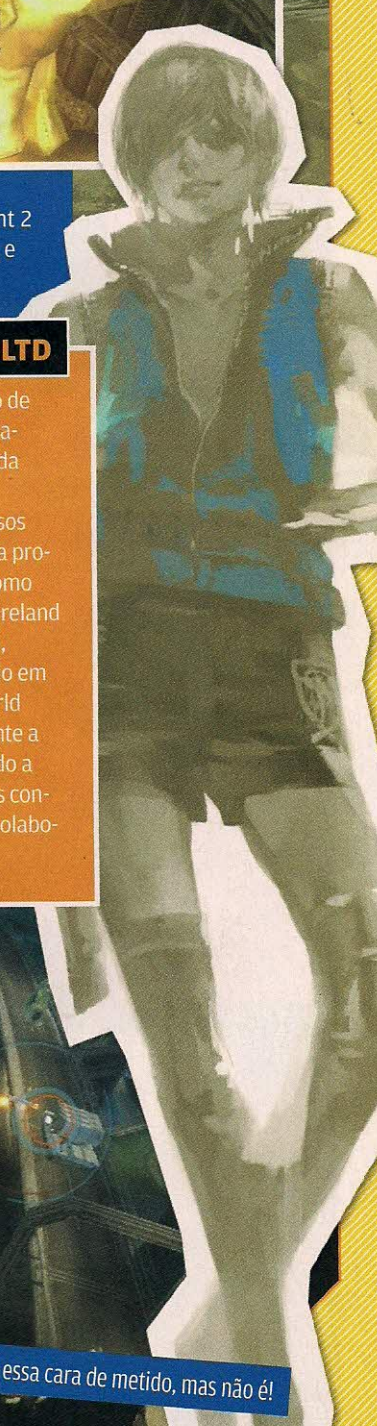 nt 2
e
LTD
o de
a-
da
sos
a pro-
omo
reland
,
o em
rld
nte a
do a
s con-
olabo-
essa cara de metido, mas não é!